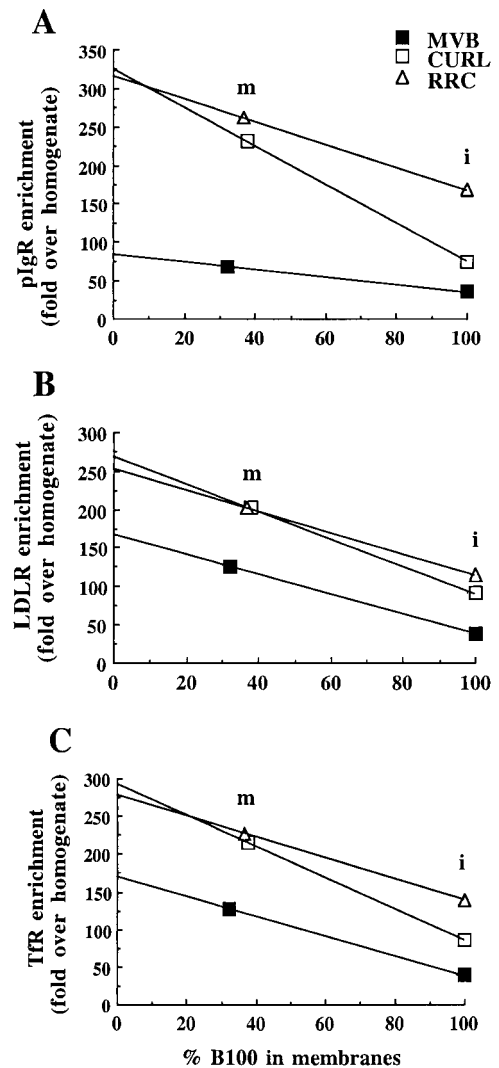 A
MVB
CURL
RRC
pIgR enrichment
(fold over homogenate)
350
300
250
200
150
100
50
0
m
i
0 20 40 60 80 100
B
LDLR enrichment
(fold over homogenate)
300
250
200
150
100
50
0
m
i
0 20 40 60 80 100
C
TfR enrichment
(fold over homogenate)
300
250
200
150
100
50
0
m
i
0 20 40 60 80 100
% B100 in membranes